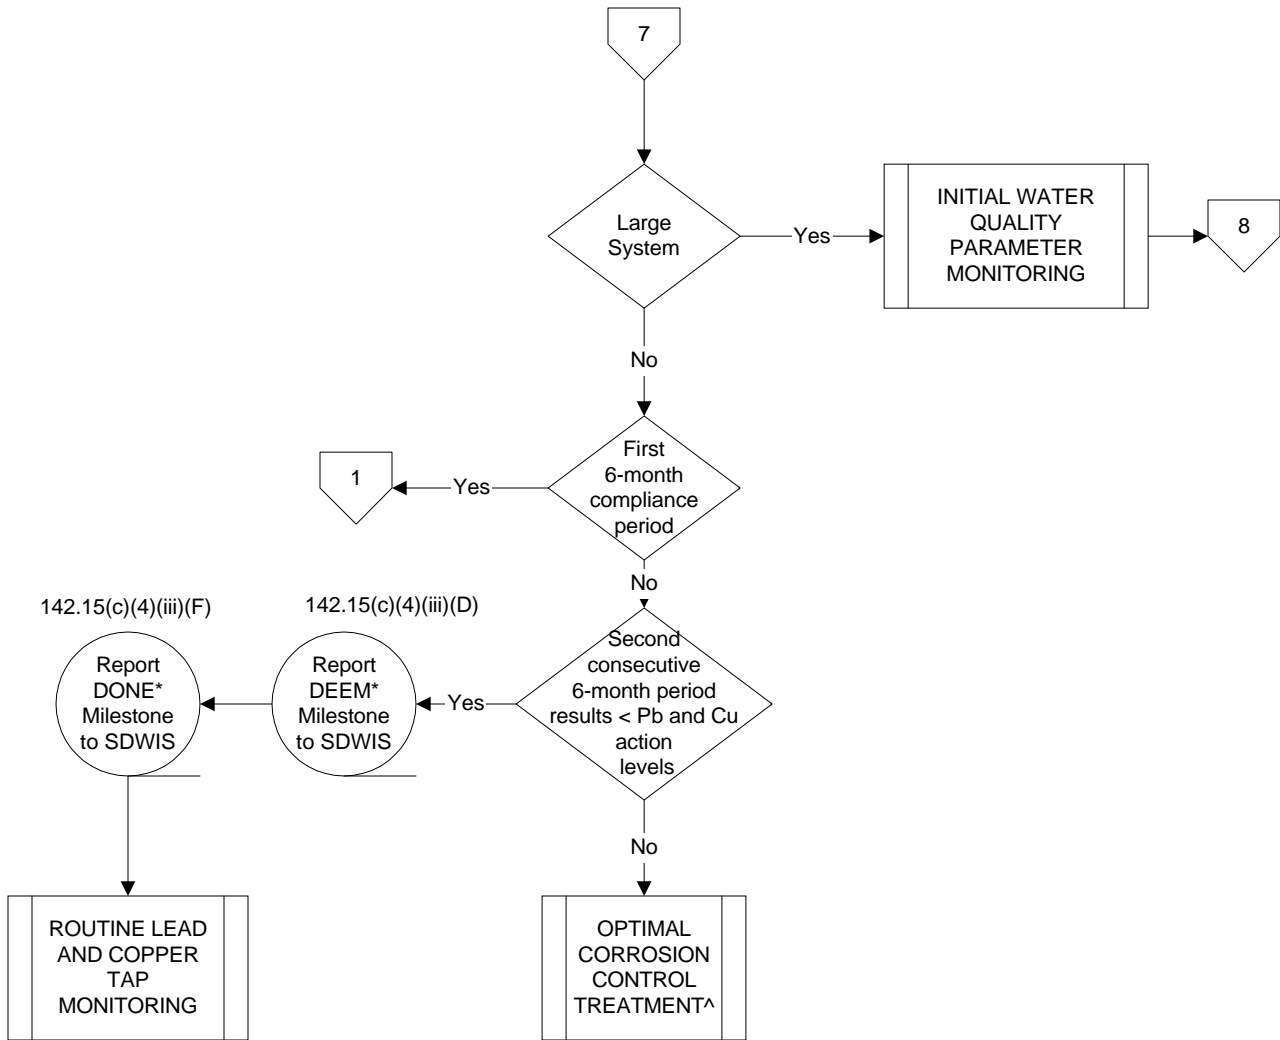 7
Large
System
Yes
INITIAL WATER
QUALITY
PARAMETER
MONITORING
8
No
First
6-month
compliance
period
Yes
1
No
142.15(c)(4)(iii)(F)
142.15(c)(4)(iii)(D)
Second
consecutive
6-month period
results < Pb and Cu
action
levels
Yes
Report
DEEM*
Milestone
to SDWIS
Report
DONE*
Milestone
to SDWIS
No
ROUTINE LEAD
AND COPPER
TAP
MONITORING
OPTIMAL
CORROSION
CONTROL
TREATMENT^